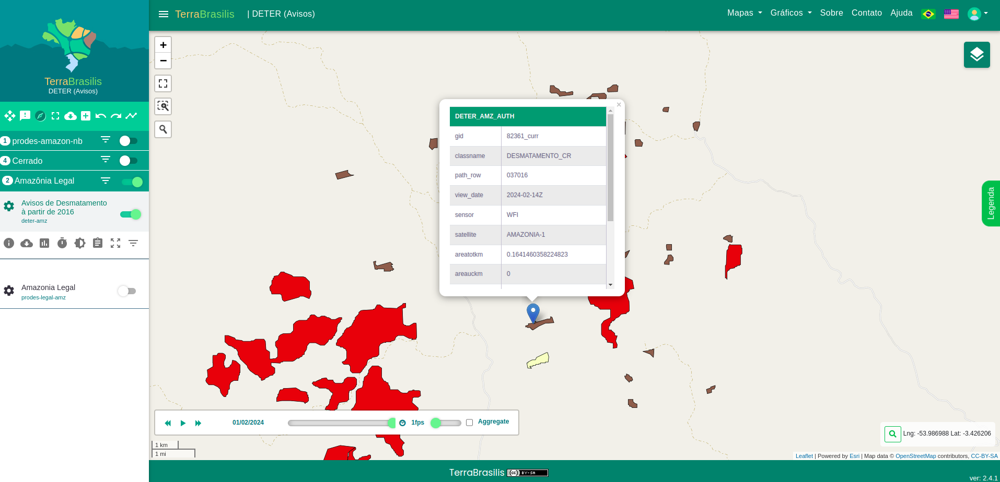 TerraBrasilis
DETER (Avisos)
TerraBrasilis | DETER (Avisos)
Mapas Gráficos Sobre Contato Ajuda
1 prodes-amazon-nb
4 Cerrado
2 Amazônia Legal
Avisos de Desmatamento
à partir de 2016
deter-amz
Amazonia Legal
prodes-legal-amz
+
−
×
DETER_AMZ_AUTH
gid 82361_curr
classname DESMATAMENTO_CR
path_row 037016
view_date 2024-02-14Z
sensor WFI
satellite AMAZONIA-1
areatotkm 0.1641460358224823
areauckm 0
Legenda
01/02/2024 1fps Aggregate
1 km
1 mi
Lng: -53.986988 Lat: -3.426206
Leaflet | Powered by Esri | Map data © OpenStreetMap contributors, CC-BY-SA
TerraBrasilis cc BY-SA
ver: 2.4.1